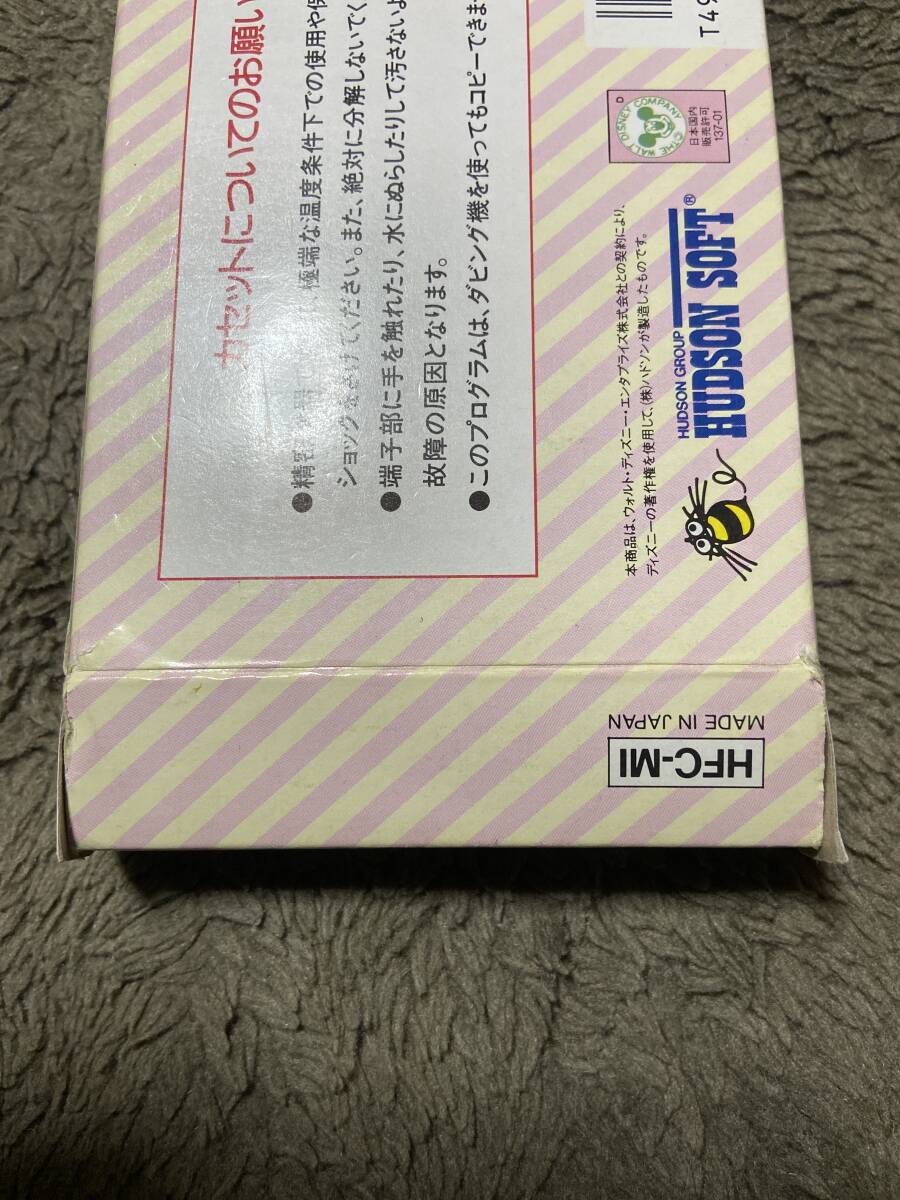 カセットについてのお願い
極端な温度条件下での使用や保
ショックをさけてください。また、絶対に分解しないでく
●端子部に手を触れたり、水にぬらしたりして汚さないよ
故障の原因となります。
●このプログラムは、ダビング機を使ってもコピーできま
T49
©THE WALT DISNEY COMPANY
D
日本国内
販売許可
137-01
本商品は、ウォルト・ディズニー・エンタプライズ株式会社との契約により、
ディズニーの著作権を使用して、(株)ハドソンが製造したものです。
HUDSON GROUP
HUDSON SOFT®
HFC-MI
MADE IN JAPAN